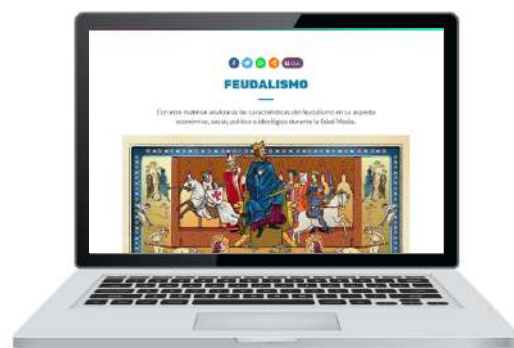 Citar
FEUDALISMO
Con este material analizarás las características del feudalismo en su aspecto
económico, social, político e ideológico durante la Edad Media.